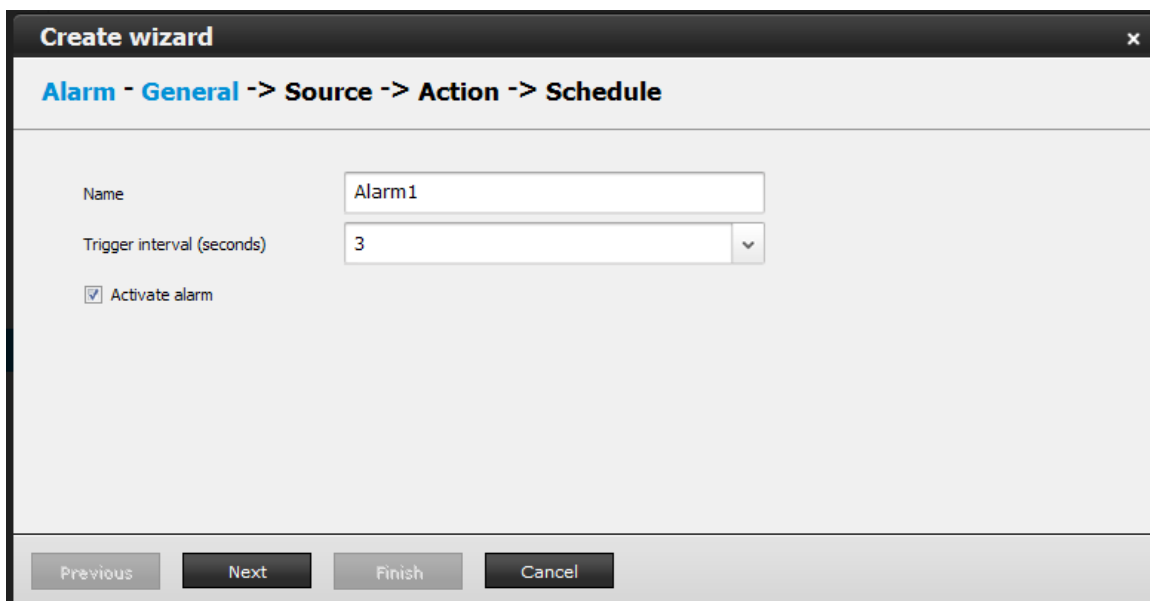 Create wizard ×
Alarm - General -> Source -> Action -> Schedule
Name Alarm1
Trigger interval (seconds) 3
Activate alarm
Previous Next Finish Cancel